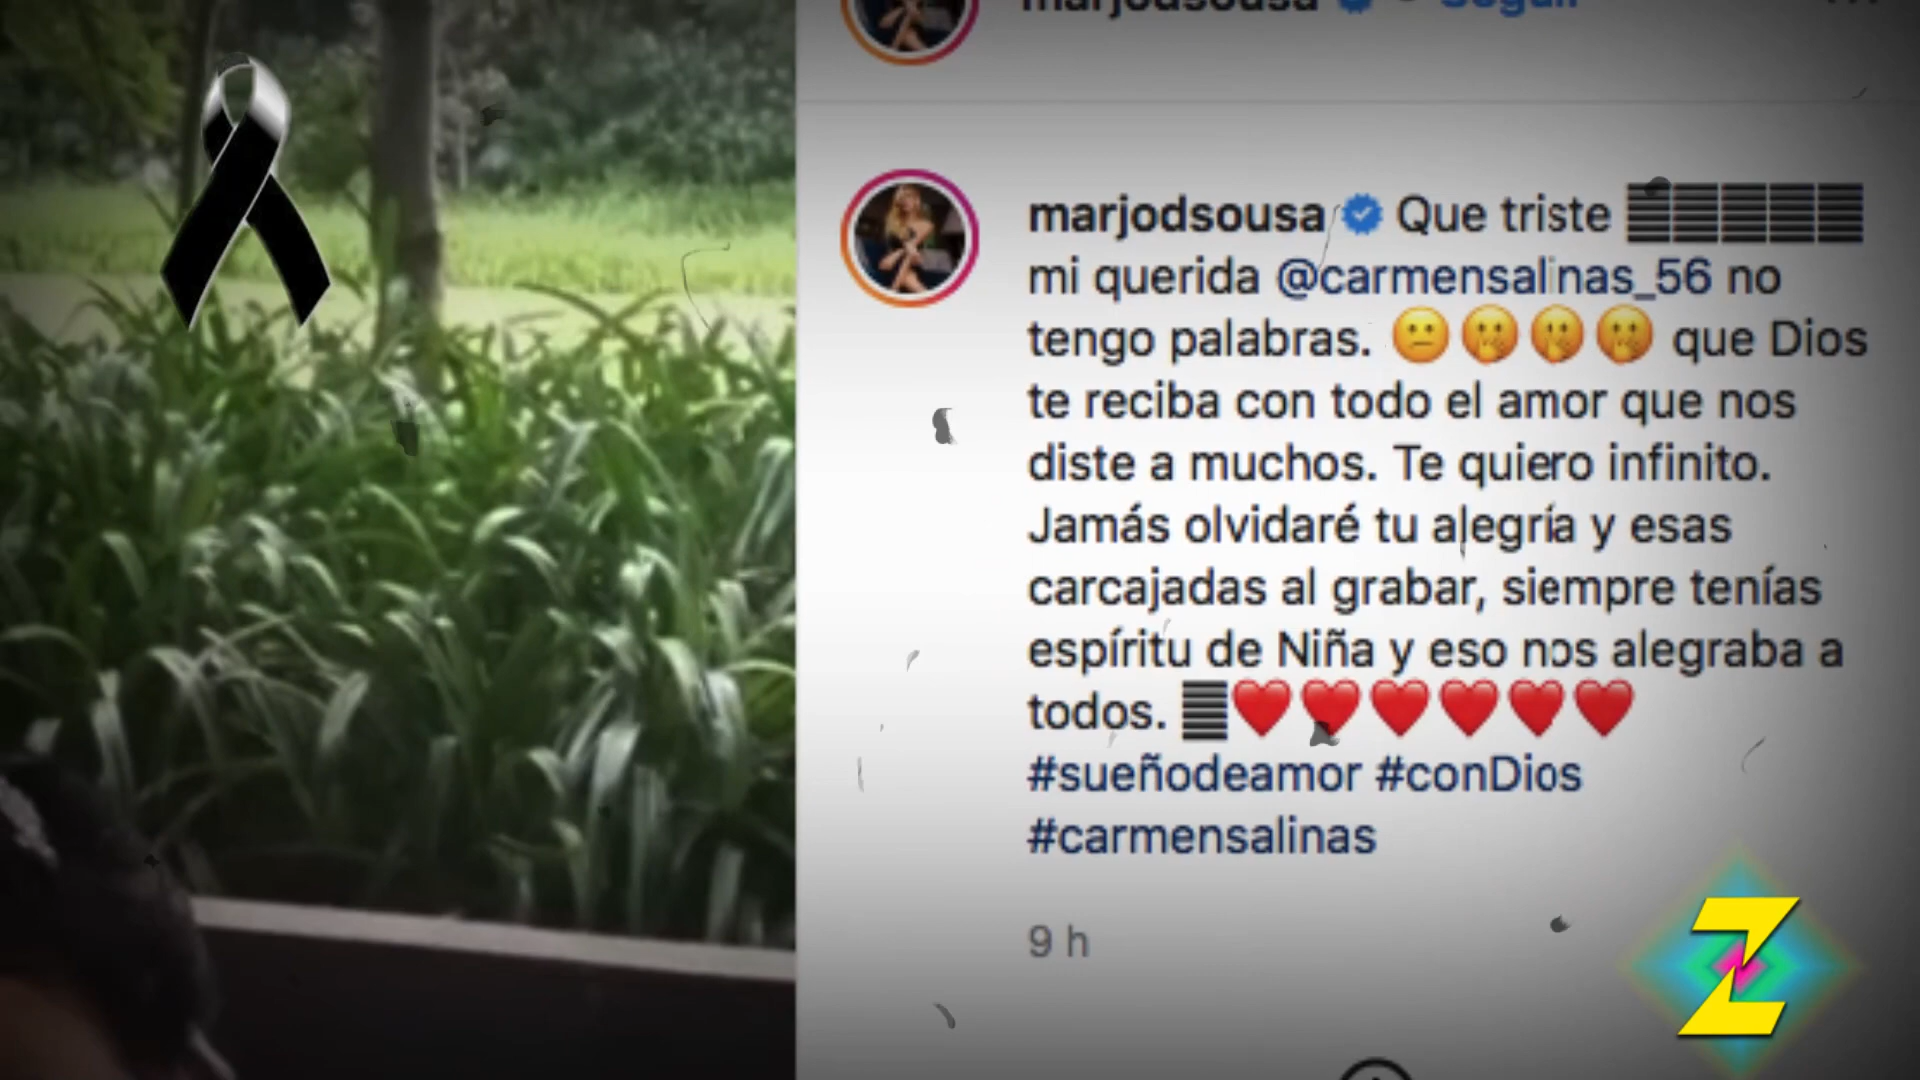 marjodsousa Seguir
marjodsousa Que triste
mi querida @carmensalinas_56 no
tengo palabras. 😕🤭🤭🤭 que Dios
te reciba con todo el amor que nos
diste a muchos. Te quiero infinito.
Jamás olvidaré tu alegría y esas
carcajadas al grabar, siempre tenías
espíritu de Niña y eso nos alegraba a
todos. ❤️❤️❤️❤️❤️❤️
#sueñodeamor #conDios
#carmensalinas
9 h
Z